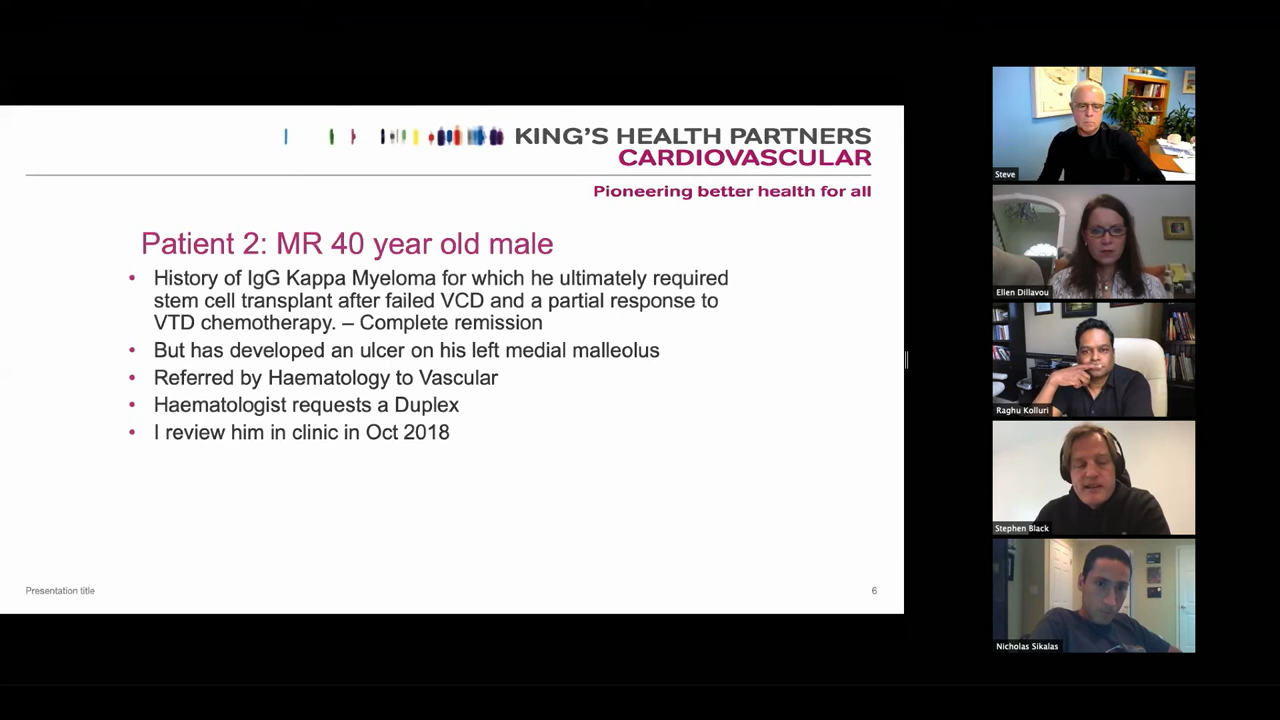 KING'S HEALTH PARTNERS
CARDIOVASCULAR
Pioneering better health for all
Patient 2: MR 40 year old male
• History of IgG Kappa Myeloma for which he ultimately required
stem cell transplant after failed VCD and a partial response to
VTD chemotherapy. – Complete remission
• But has developed an ulcer on his left medial malleolus
• Referred by Haematology to Vascular
• Haematologist requests a Duplex
• I review him in clinic in Oct 2018
Presentation title
6
Steve
Ellen Dillavou
Raghu Kolluri
Stephen Black
Nicholas Sikalas